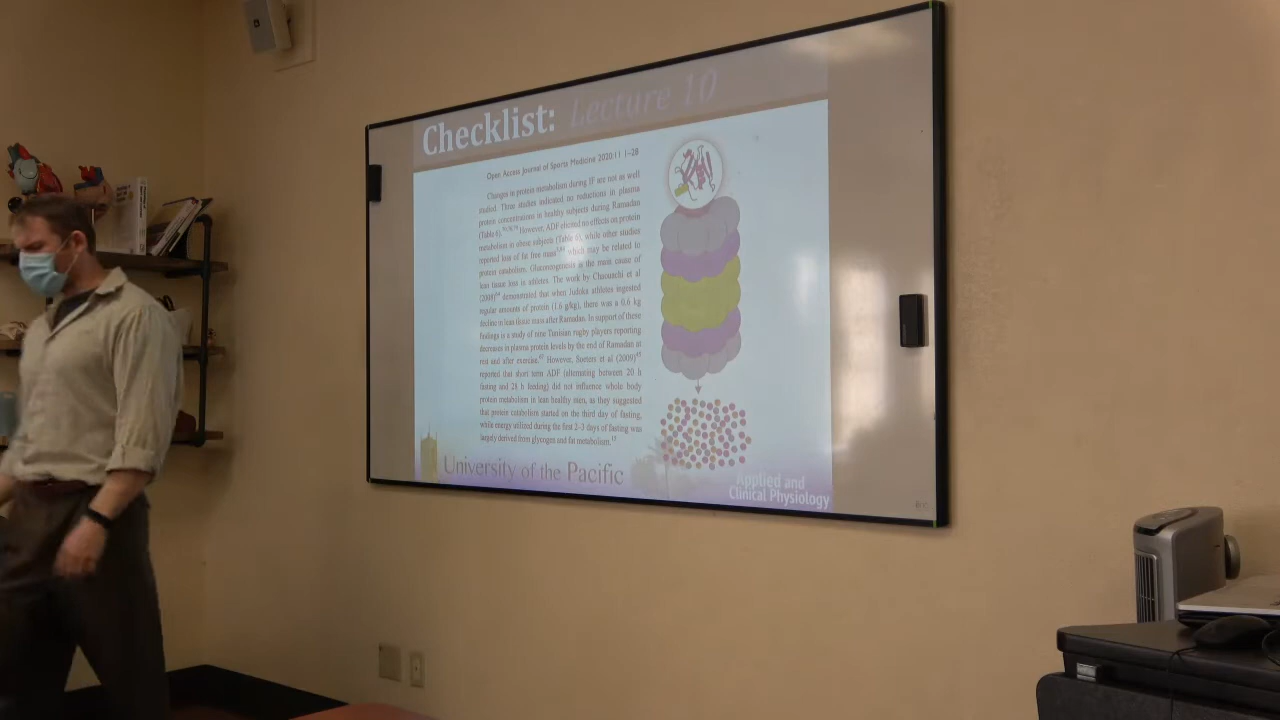 Checklist: Lecture 10
Open Access Journal of Sports Medicine 2020:11 1–28
Changes in protein metabolism during IF are not as well
studied. Three studies indicated no reductions in plasma
protein concentrations in healthy subjects during Ramadan
(Table 6). However, ADF elicited no effects on protein
metabolism in obese subjects (Table 6), while other studies
reported loss of fat free mass which may be related to
protein catabolism. Gluconeogenesis is the main cause of
lean tissue loss in athletes. The work by Chaouachi et al
(2009) demonstrated that when Judoka athletes ingested
regular amounts of protein (1.6 g/kg), there was a 0.6 kg
decline in lean tissue mass after Ramadan. In support of these
findings is a study of nine Tunisian rugby players reporting
decreases in plasma protein levels by the end of Ramadan at
rest and after exercise. However, Soeters et al (2009)
reported that short term ADF (alternating between 20 h
fasting and 28 h feeding) did not influence whole body
protein metabolism in lean healthy men, as they suggested
that protein catabolism started on the third day of fasting,
while energy utilized during the first 2–3 days of fasting was
largely derived from glycogen and fat metabolism.
University of the Pacific
Applied and
Clinical Physiology